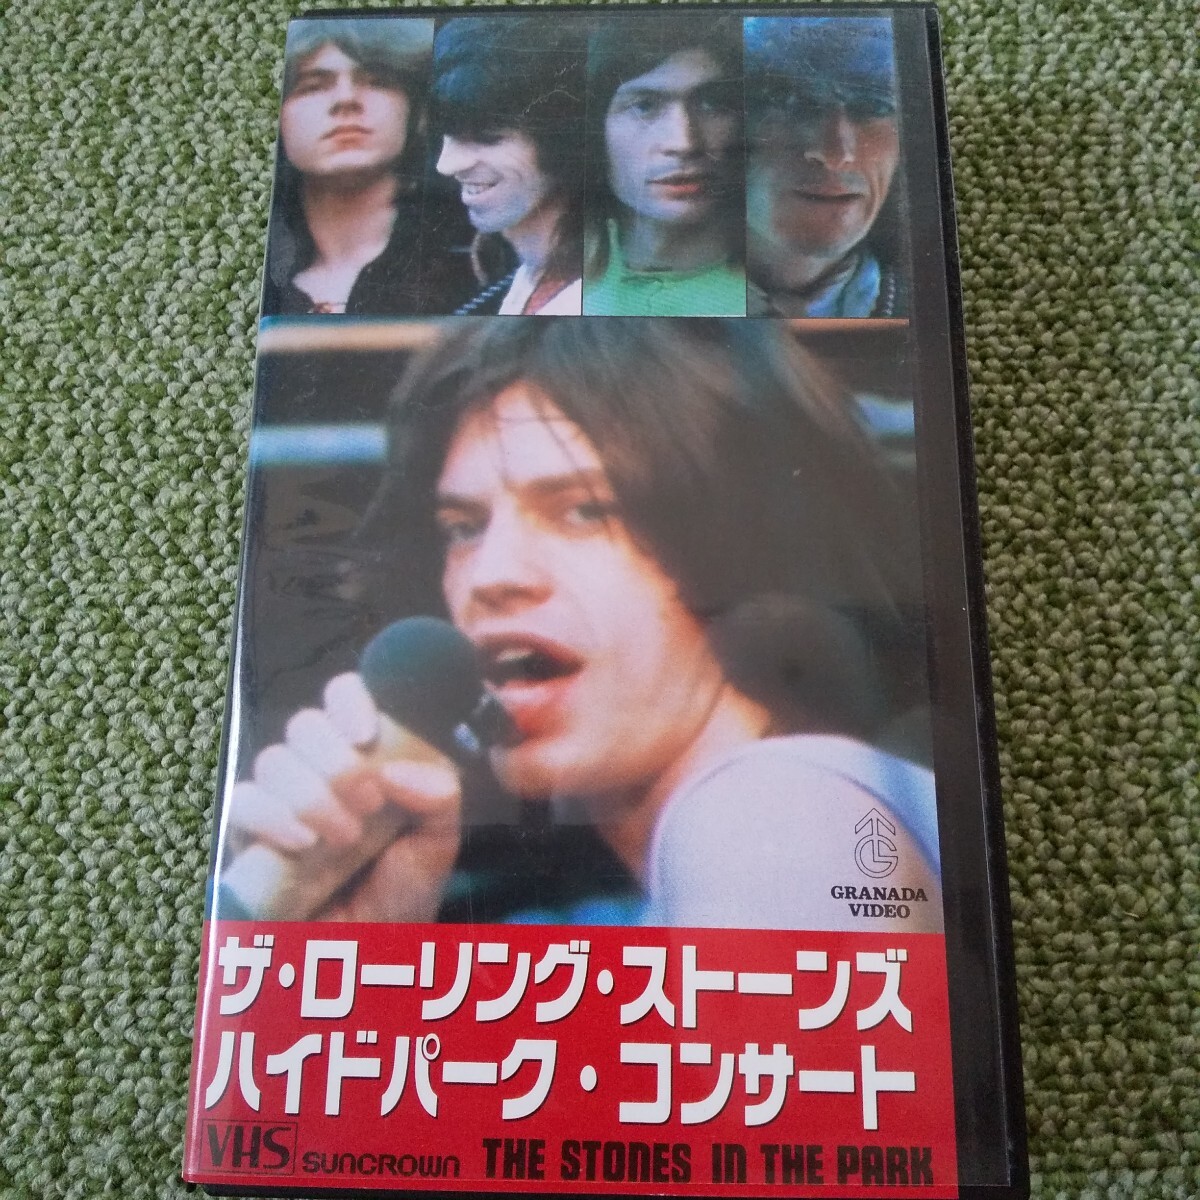 GRANADA
VIDEO
ザ・ローリング・ストーンズ
ハイドパーク・コンサート
VHS SUNCROWN THE STONES IN THE PARK